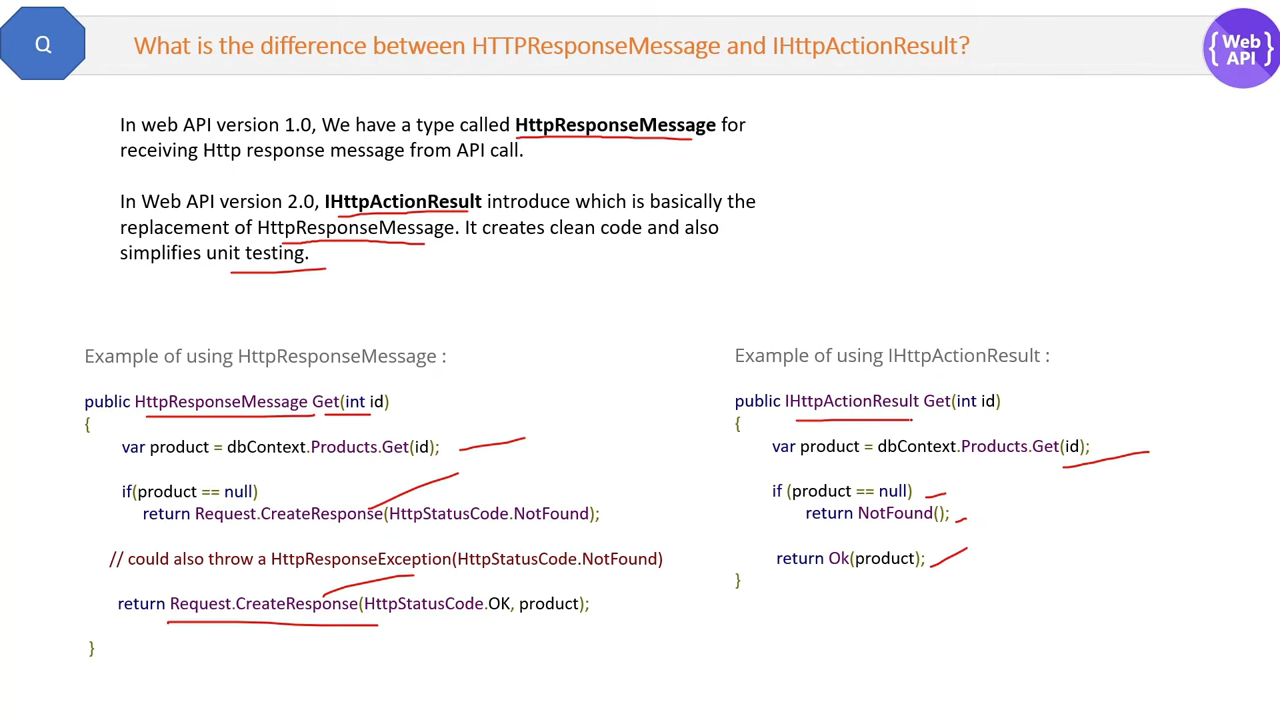 Q
What is the difference between HTTPResponseMessage and IHttpActionResult?
{ Web API }
In web API version 1.0, We have a type called HttpResponseMessage for
receiving Http response message from API call.
In Web API version 2.0, IHttpActionResult introduce which is basically the
replacement of HttpResponseMessage. It creates clean code and also
simplifies unit testing.
Example of using HttpResponseMessage :
public HttpResponseMessage Get(int id)
{
var product = dbContext.Products.Get(id);
if(product == null)
return Request.CreateResponse(HttpStatusCode.NotFound);
// could also throw a HttpResponseException(HttpStatusCode.NotFound)
return Request.CreateResponse(HttpStatusCode.OK, product);
}
Example of using IHttpActionResult :
public IHttpActionResult Get(int id)
{
var product = dbContext.Products.Get(id);
if (product == null)
return NotFound();
return Ok(product);
}